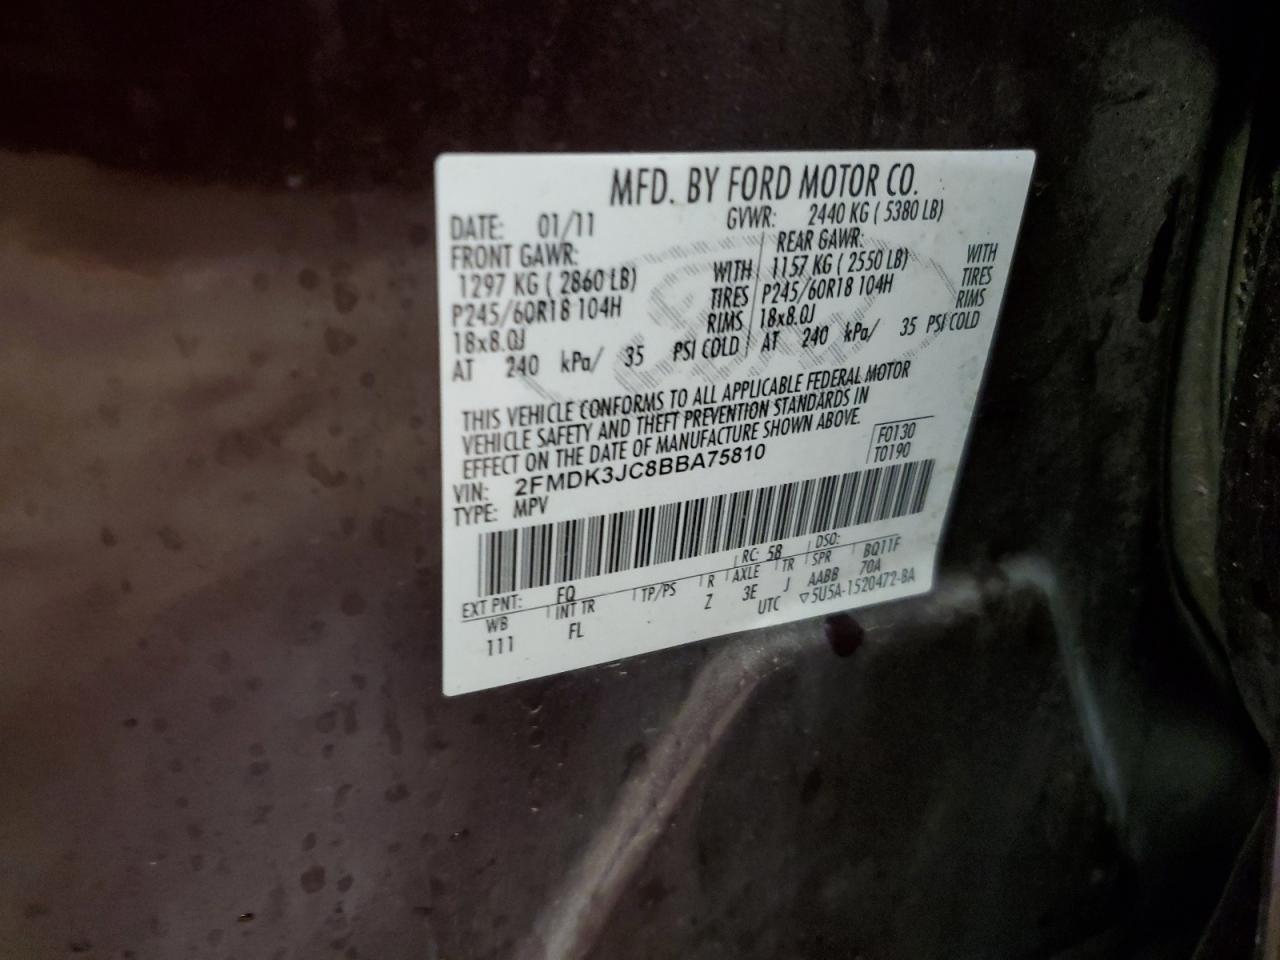 MFD. BY FORD MOTOR CO.
DATE: 01/11 GVWR: 2440 KG ( 5380 LB)
FRONT GAWR: REAR GAWR:
1297 KG ( 2860 LB) WITH 1157 KG ( 2550 LB) WITH
P245/60R18 104H TIRES P245/60R18 104H TIRES
18x8.0J RIMS 18x8.0J RIMS
AT 240 kPa/ 35 PSI COLD AT 240 kPa/ 35 PSI COLD
THIS VEHICLE CONFORMS TO ALL APPLICABLE FEDERAL MOTOR
VEHICLE SAFETY AND THEFT PREVENTION STANDARDS IN
EFFECT ON THE DATE OF MANUFACTURE SHOWN ABOVE.
VIN: 2FMDK3JC8BBA75810 F0130
TYPE: MPV T0190
EXT PNT: FQ RC: 58 DSO:
WB INT TR TP/PS R AXLE TR SPR BQ11F
111 FL Z 3E J AABB 70A
UTC ▽5U5A-1520472-BA